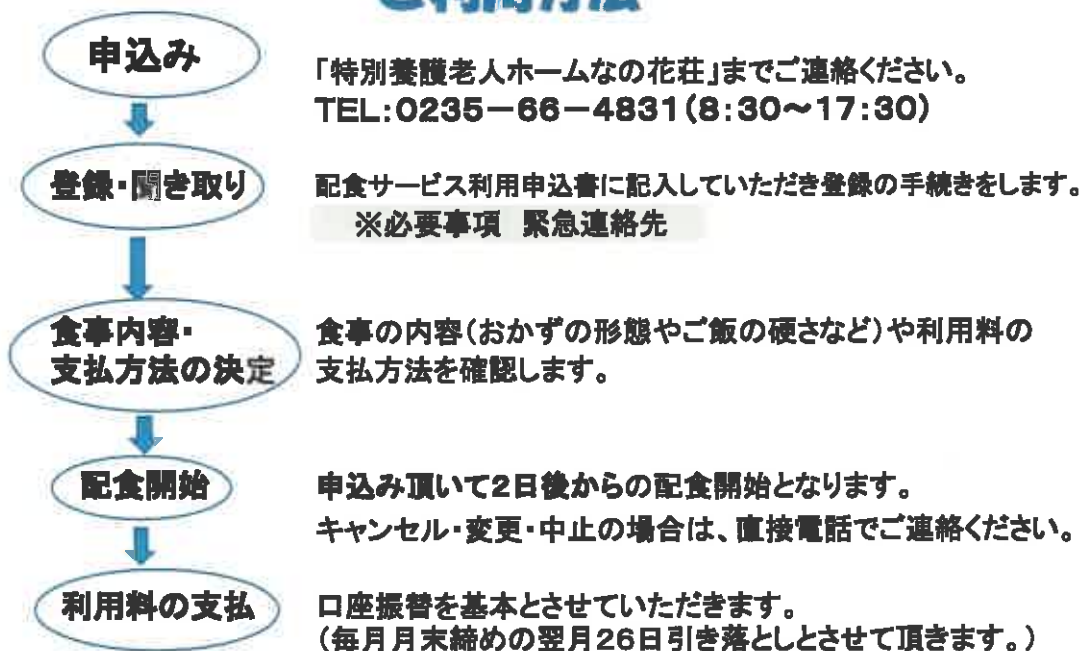 ご利用方法
申込み
「特別養護老人ホームなの花荘」までご連絡ください。
TEL:0235－66－4831(8:30～17:30)
登録・聞き取り
配食サービス利用申込書に記入していただき登録の手続きをします。
※必要事項 緊急連絡先
食事内容・
支払方法の決定
食事の内容(おかずの形態やご飯の硬さなど)や利用料の
支払方法を確認します。
配食開始
申込み頂いて2日後からの配食開始となります。
キャンセル・変更・中止の場合は、直接電話でご連絡ください。
利用料の支払
口座振替を基本とさせていただきます。
(毎月月末締めの翌月26日引き落としとさせて頂きます。)